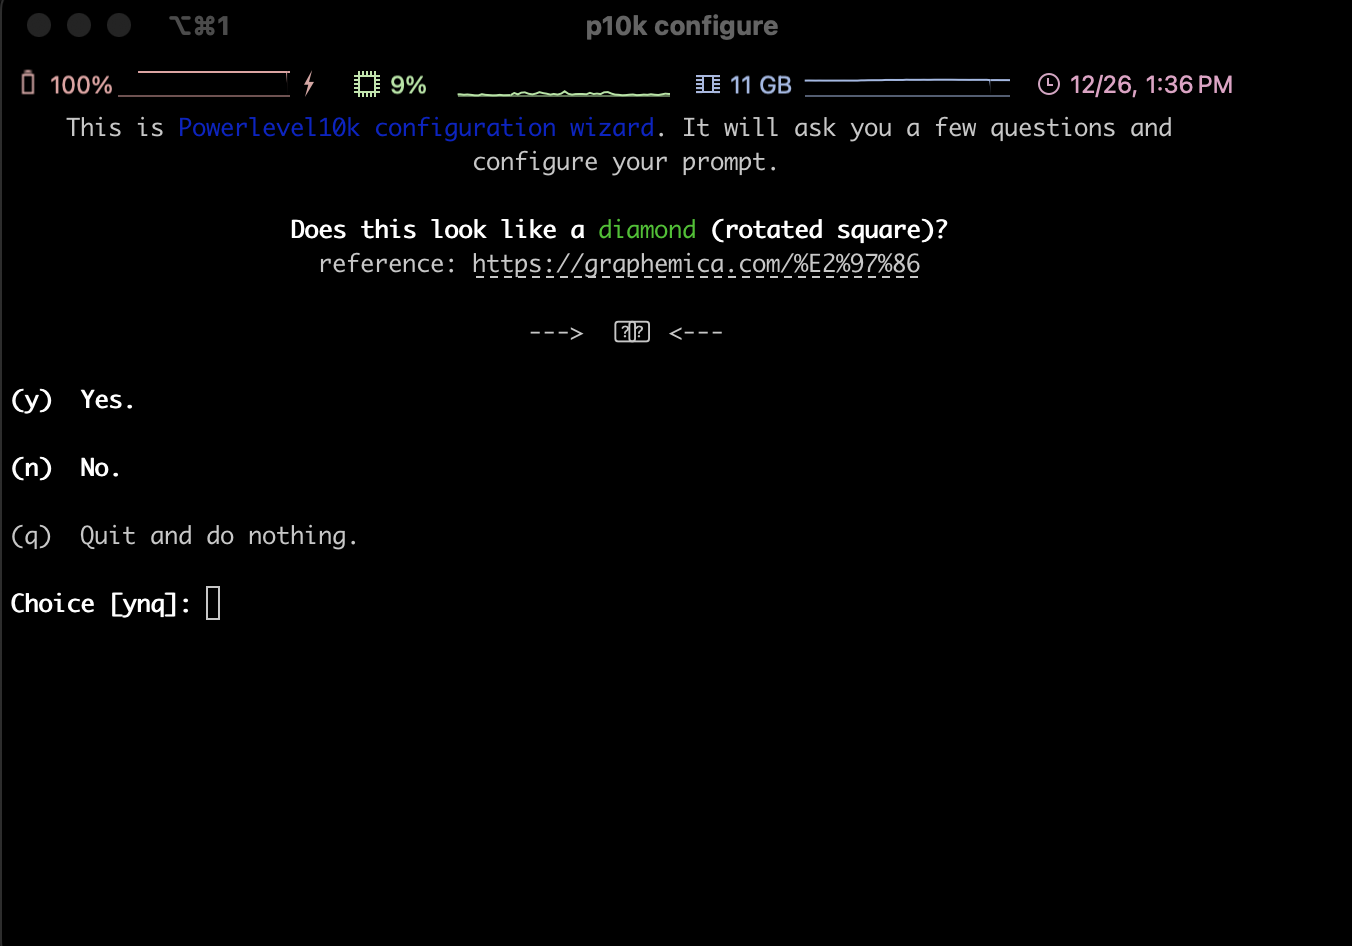 ⌥⌘1 p10k configure
100% 9% 11 GB 12/26, 1:36 PM
This is Powerlevel10k configuration wizard. It will ask you a few questions and
configure your prompt.
Does this look like a diamond (rotated square)?
reference: https://graphemica.com/%E2%97%86
---> ⍰⍰ <---
(y) Yes.
(n) No.
(q) Quit and do nothing.
Choice [ynq]: